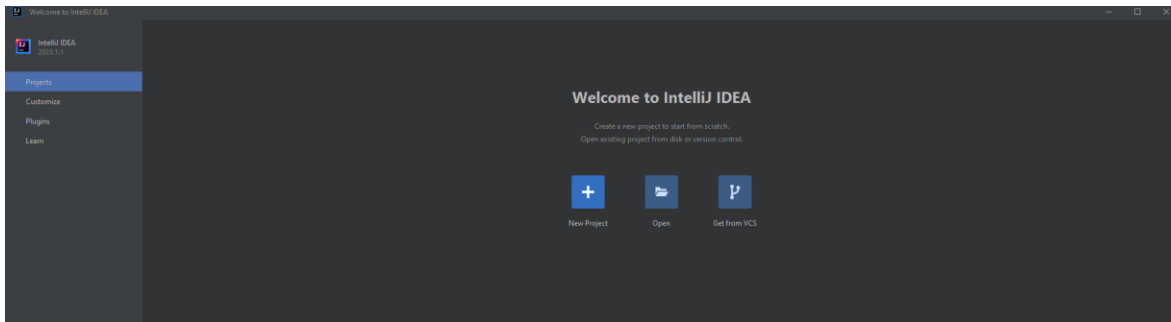 Welcome to IntelliJ IDEA
IntelliJ IDEA
2023.1.1
Projects
Customize
Plugins
Learn
Welcome to IntelliJ IDEA
Create a new project to start from scratch.
Open existing project from disk or version control.
New Project
Open
Get from VCS